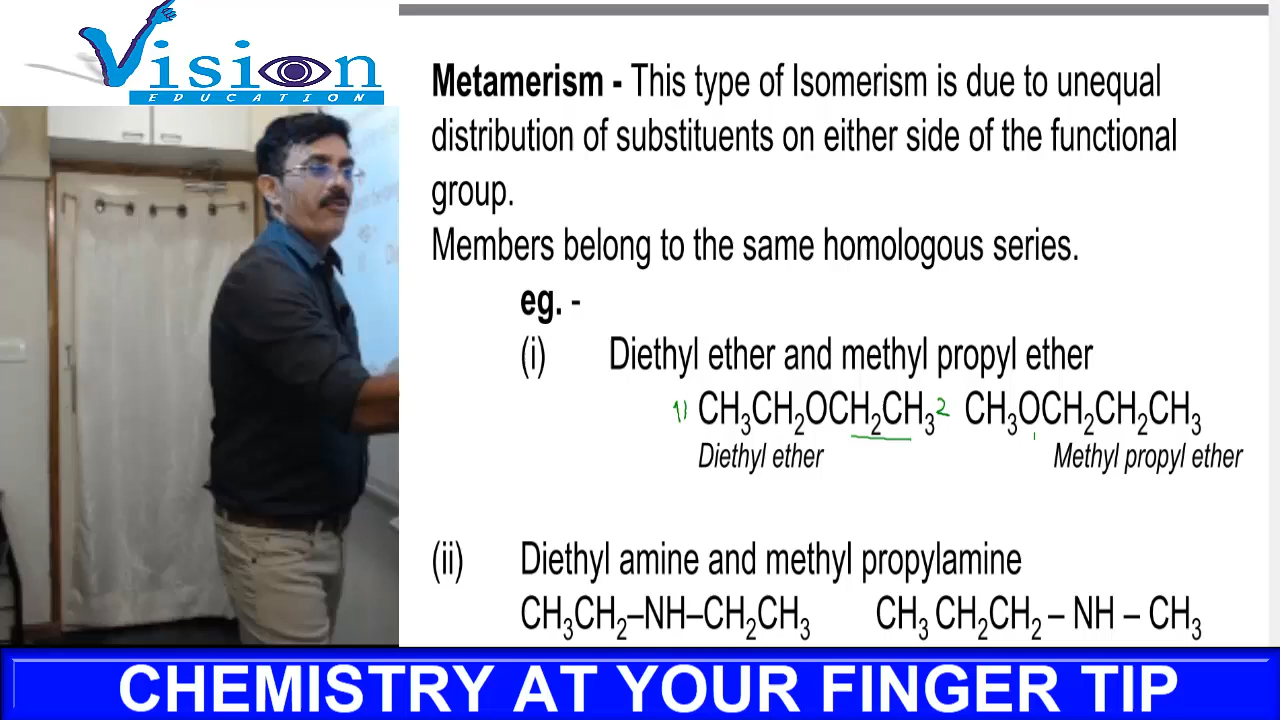 Vision
EDUCATION
Metamerism - This type of Isomerism is due to unequal
distribution of substituents on either side of the functional
group.
Members belong to the same homologous series.
eg. -
(i) Diethyl ether and methyl propyl ether
1) CH₃CH₂OCH₂CH₃ 2 CH₃OCH₂CH₂CH₃
Diethyl ether Methyl propyl ether
(ii) Diethyl amine and methyl propylamine
CH₃CH₂–NH–CH₂CH₃ CH₃ CH₂CH₂ – NH – CH₃
CHEMISTRY AT YOUR FINGER TIP